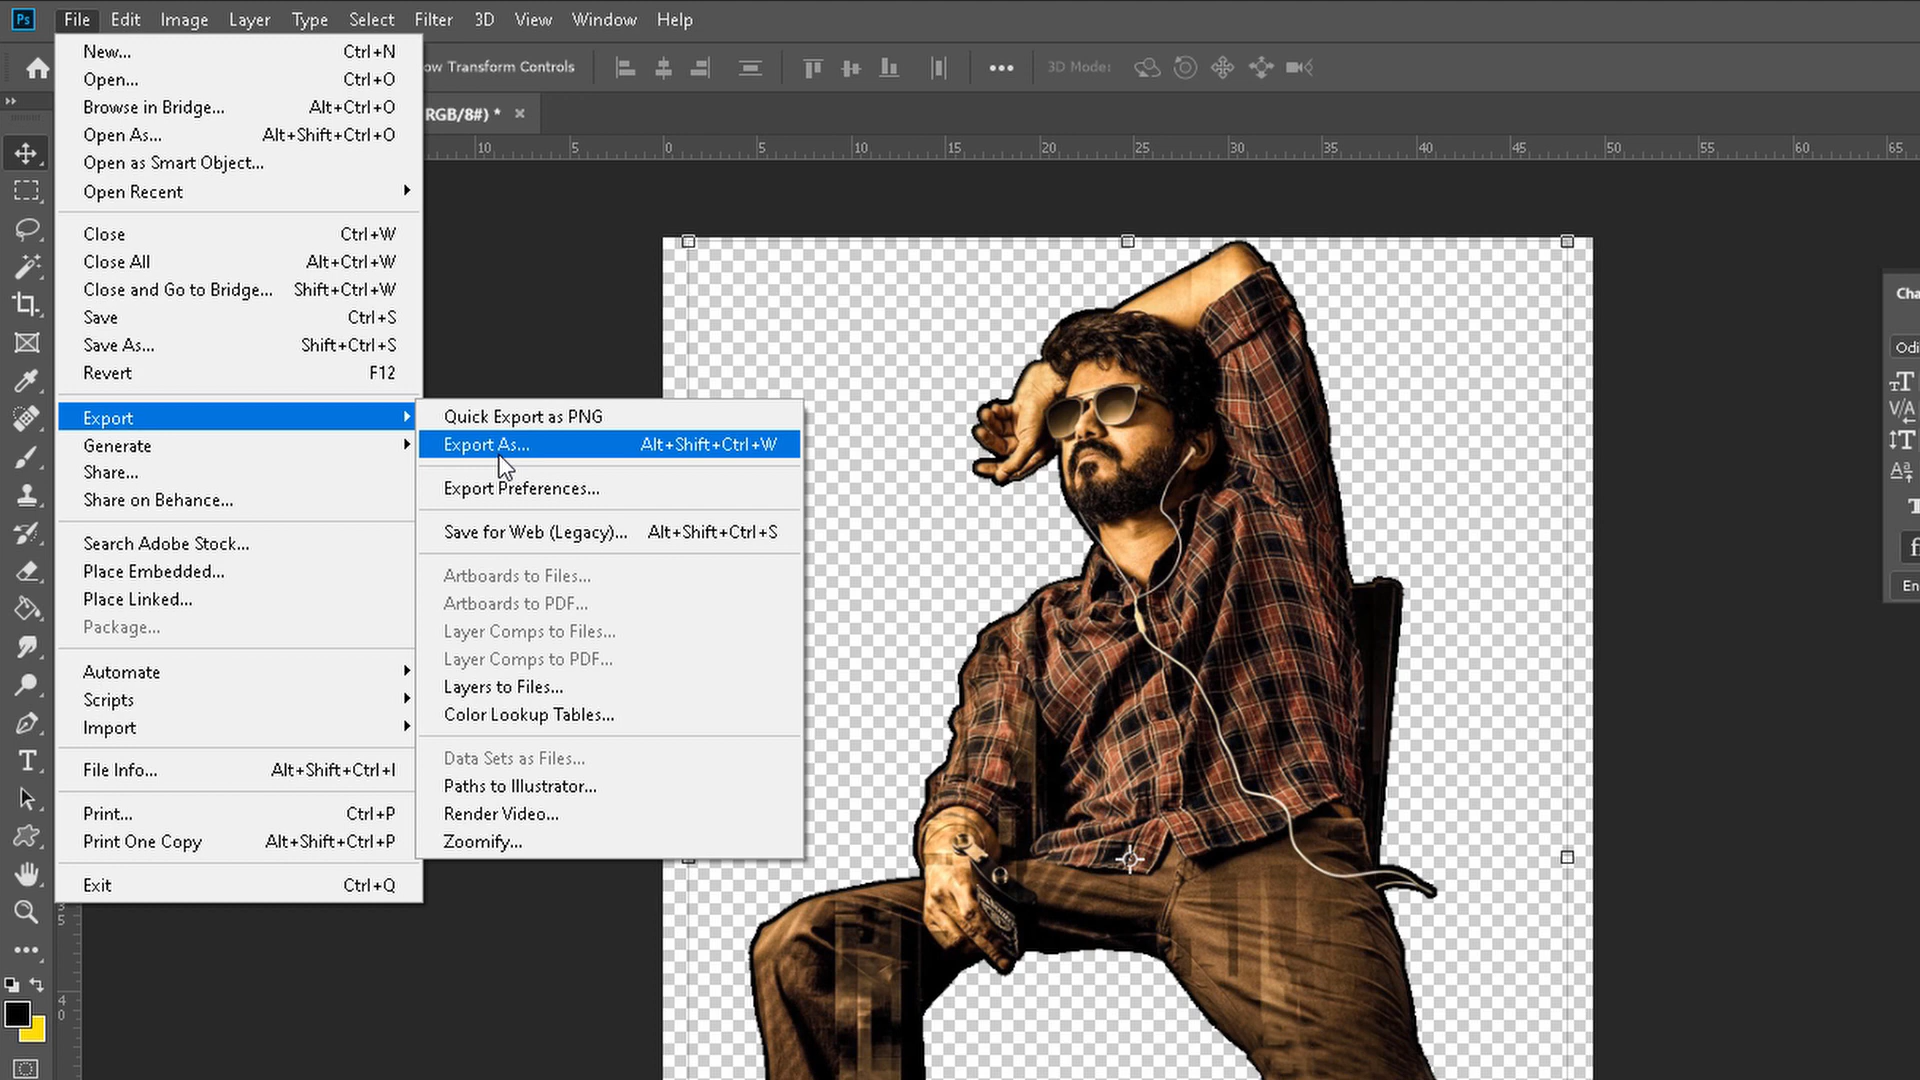 Ps File Edit Image Layer Type Select Filter 3D View Window Help
ow Transform Controls 3D Mode:
RGB/8#) * ×
10 5 0 5 10 15 20 25 30 35 40 45 50 55 60 65
New... Ctrl+N
Open... Ctrl+O
Browse in Bridge... Alt+Ctrl+O
Open As... Alt+Shift+Ctrl+O
Open as Smart Object...
Open Recent
Close Ctrl+W
Close All Alt+Ctrl+W
Close and Go to Bridge... Shift+Ctrl+W
Save Ctrl+S
Save As... Shift+Ctrl+S
Revert F12
Export
Generate
Share...
Share on Behance...
Search Adobe Stock...
Place Embedded...
Place Linked...
Package...
Automate
Scripts
Import
File Info... Alt+Shift+Ctrl+I
Print... Ctrl+P
Print One Copy Alt+Shift+Ctrl+P
Exit Ctrl+Q
Quick Export as PNG
Export As... Alt+Shift+Ctrl+W
Export Preferences...
Save for Web (Legacy)... Alt+Shift+Ctrl+S
Artboards to Files...
Artboards to PDF...
Layer Comps to Files...
Layer Comps to PDF...
Layers to Files...
Color Lookup Tables...
Data Sets as Files...
Paths to Illustrator...
Render Video...
Zoomify...
Cha
Odi
En
3
5
4
0